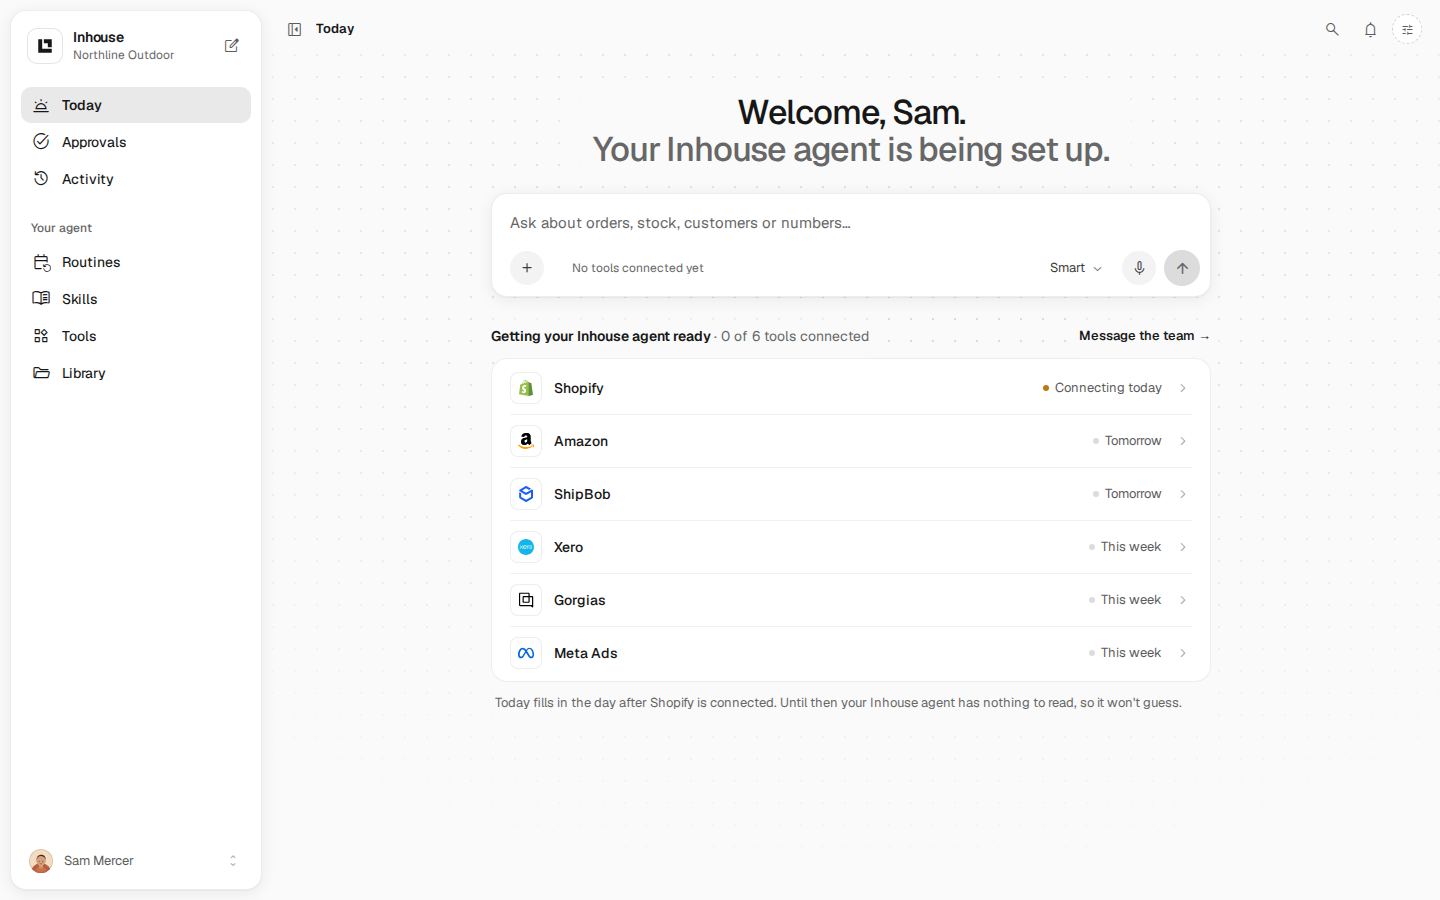 Inhouse
Northline Outdoor
Today
Approvals
Activity
Your agent
Routines
Skills
Tools
Library
Sam Mercer
Today
Welcome, Sam.
Your Inhouse agent is being set up.
Ask about orders, stock, customers or numbers…
No tools connected yet
Smart
Getting your Inhouse agent ready · 0 of 6 tools connected
Message the team →
Shopify
Connecting today
Amazon
Tomorrow
ShipBob
Tomorrow
xero
Xero
This week
Gorgias
This week
Meta Ads
This week
Today fills in the day after Shopify is connected. Until then your Inhouse agent has nothing to read, so it won't guess.